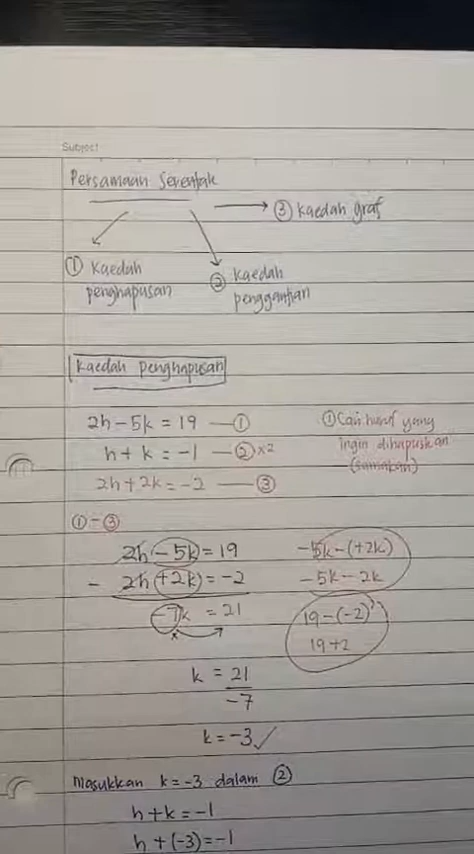 Subject
Persamaan Serentak
③ kaedah graf
① kaedah penghapusan
② kaedah penggantian
Kaedah penghapusan
2h - 5k = 19 — ①
h + k = -1 — ② ×2
2h + 2k = -2 — ③
① Cari huruf yang
ingin dihapuskan
(samakan)
① - ③
2h - 5k = 19
- 2h + 2k = -2
-7k = 21
-5k - (+2k)
-5k - 2k
19 - (-2)
19 + 2
k = 21
-7
k = -3 ✓
Masukkan k = -3 dalam ②
h + k = -1
h + (-3) = -1